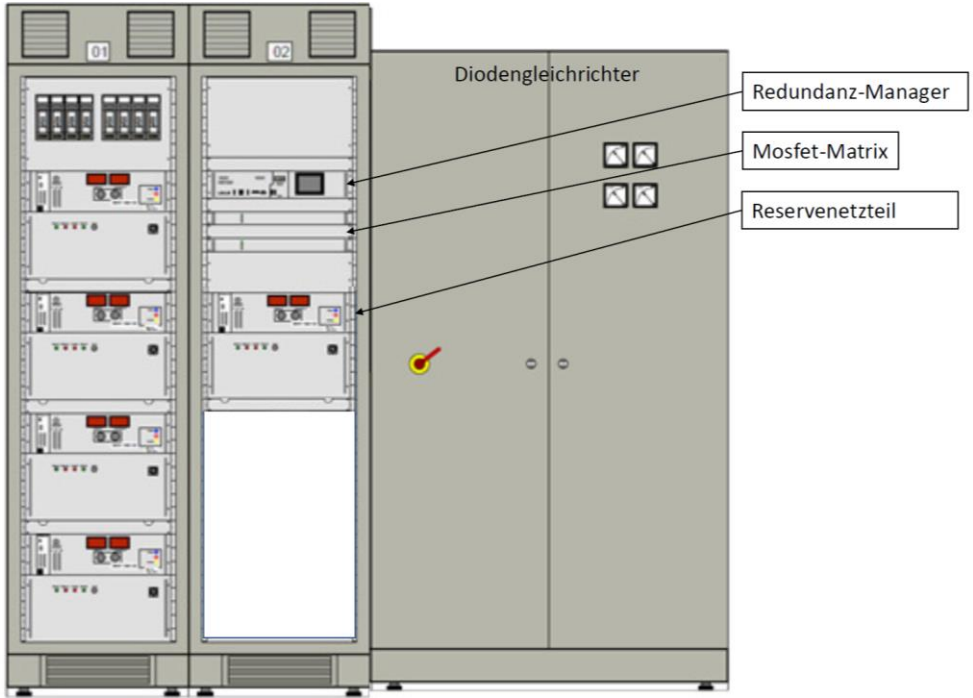 01
02
Diodengleichrichter
Redundanz-Manager
Mosfet-Matrix
Reservenetzteil